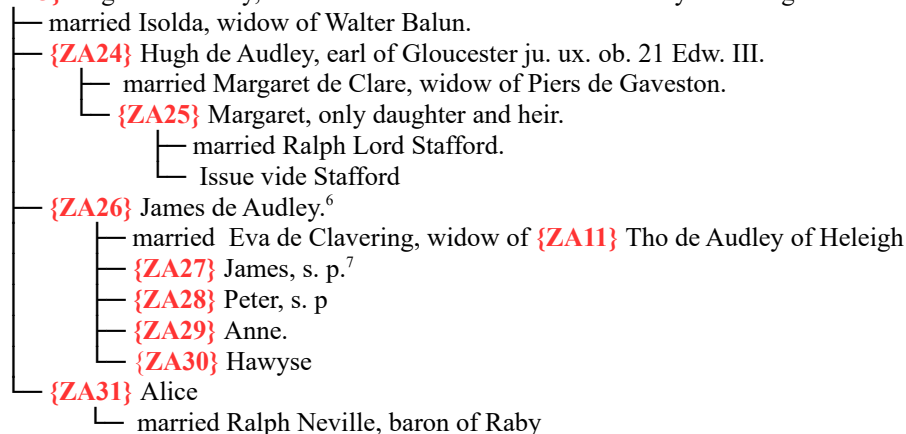 married Isolda, widow of Walter Balun.
{ZA24} Hugh de Audley, earl of Gloucester ju. ux. ob. 21 Edw. III.
married Margaret de Clare, widow of Piers de Gaveston.
{ZA25} Margaret, only daughter and heir.
married Ralph Lord Stafford.
Issue vide Stafford
{ZA26} James de Audley.⁶
married Eva de Clavering, widow of {ZA11} Tho de Audley of Heleigh
{ZA27} James, s. p.⁷
{ZA28} Peter, s. p
{ZA29} Anne.
{ZA30} Hawyse
{ZA31} Alice
married Ralph Neville, baron of Raby